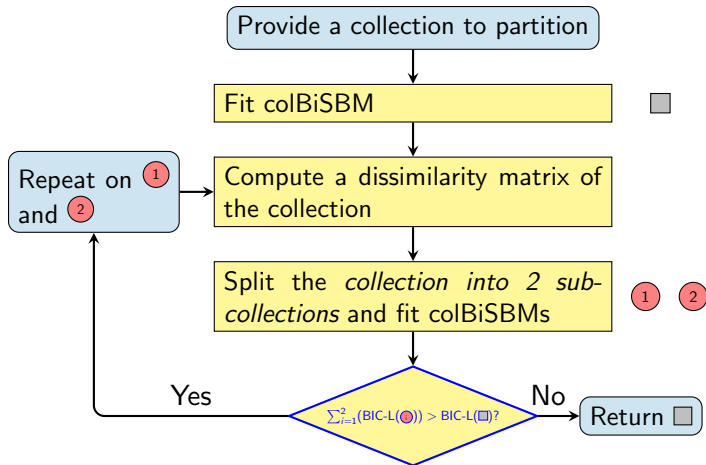 Provide a collection to partition
Fit colBiSBM
Repeat on 1
and 2
Compute a dissimilarity matrix of
the collection
Split the collection into 2 sub-
collections and fit colBiSBMs
1 2
Yes
∑²ᵢ₌₁(BIC-L(i)) > BIC-L(□)?
No
Return